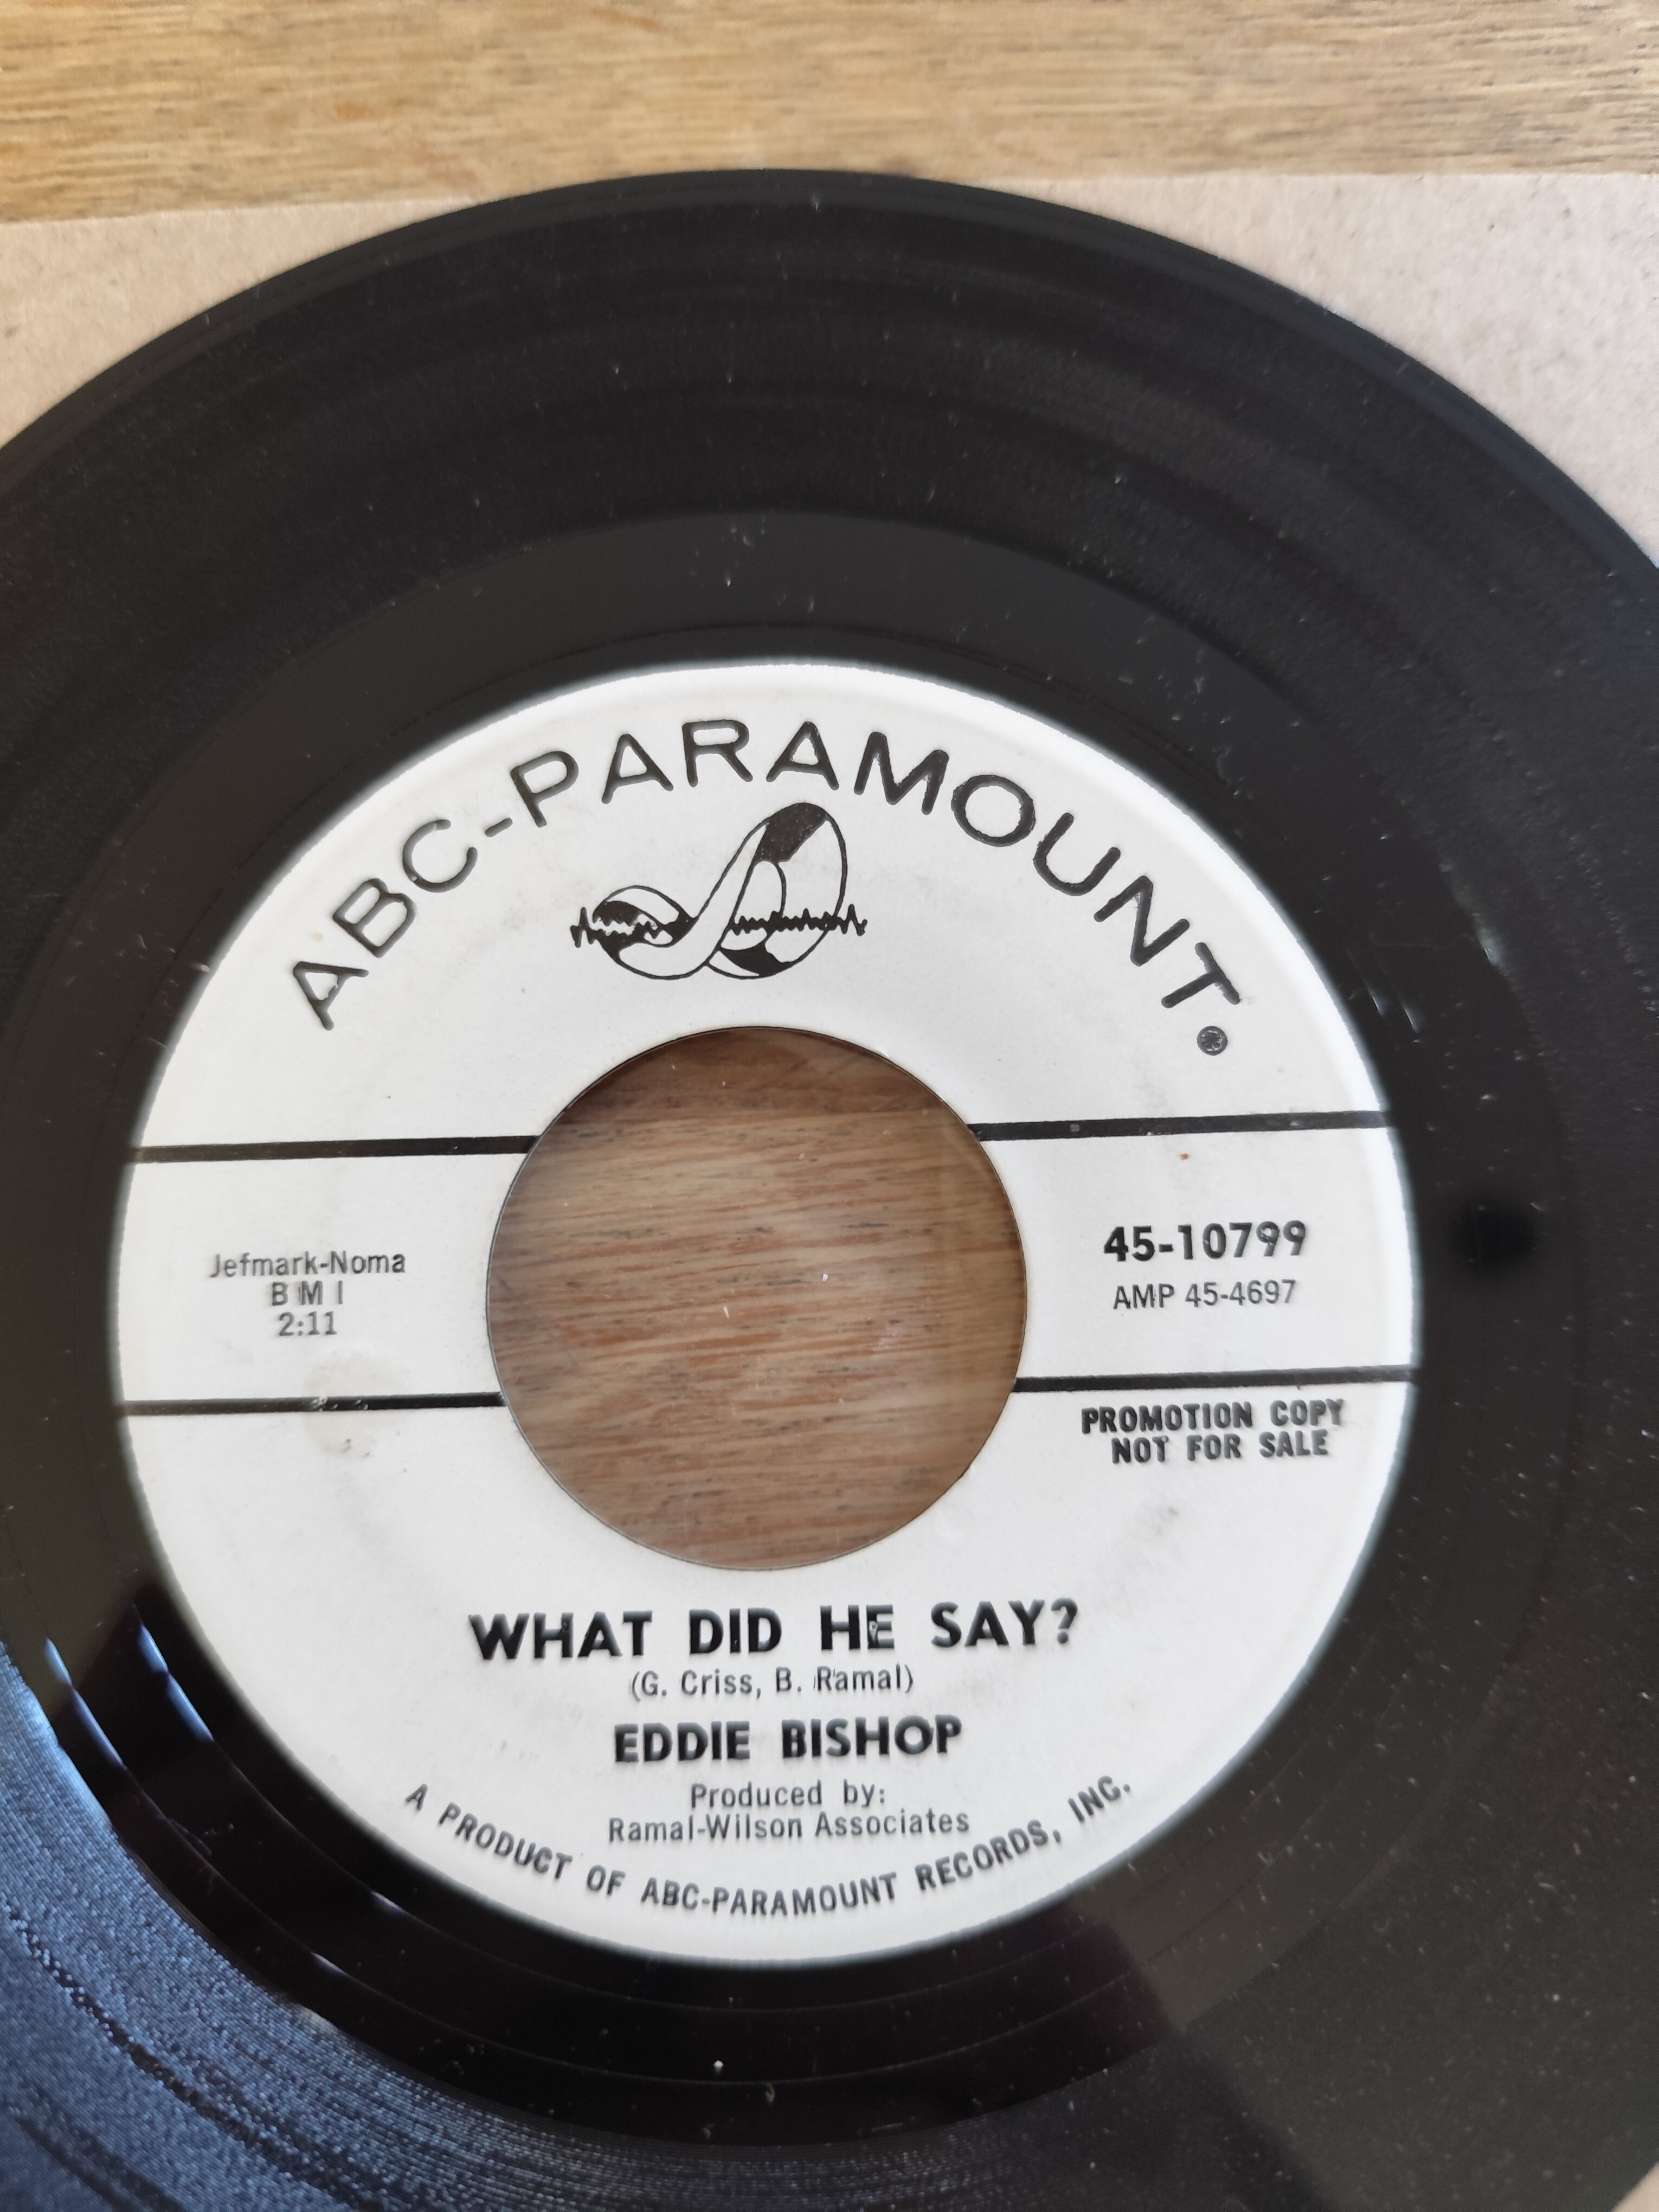 ABC-PARAMOUNT®
Jefmark-Noma
BMI
2:11
45-10799
AMP 45-4697
PROMOTION COPY
NOT FOR SALE
WHAT DID HE SAY?
(G. Criss, B. Ramal)
EDDIE BISHOP
Produced by:
Ramal-Wilson Associates
A PRODUCT OF ABC-PARAMOUNT RECORDS, INC.